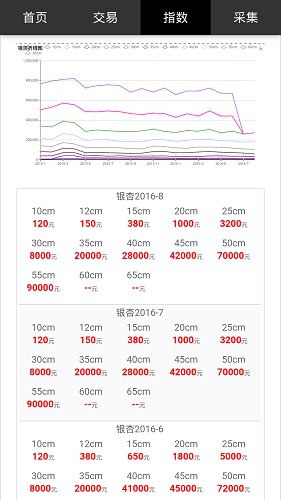 首页 交易 指数 采集
银杏2016-8
10cm 12cm 15cm 20cm 25cm
120元 150元 380元 1000元 3200元
30cm 35cm 40cm 45cm 50cm
8000元 20000元 28000元 42000元 70000元
55cm 60cm 65cm
90000元 --元 --元
银杏2016-7
10cm 12cm 15cm 20cm 25cm
120元 150元 380元 1000元 3200元
30cm 35cm 40cm 45cm 50cm
8000元 20000元 28000元 42000元 70000元
55cm 60cm 65cm
90000元 --元 --元
银杏2016-6
10cm 12cm 15cm 20cm 25cm
120元 380元 650元 1800元 5000元
30cm 35cm 40cm 45cm 50cm
8000元 20000元 41000元 45000元 72000元